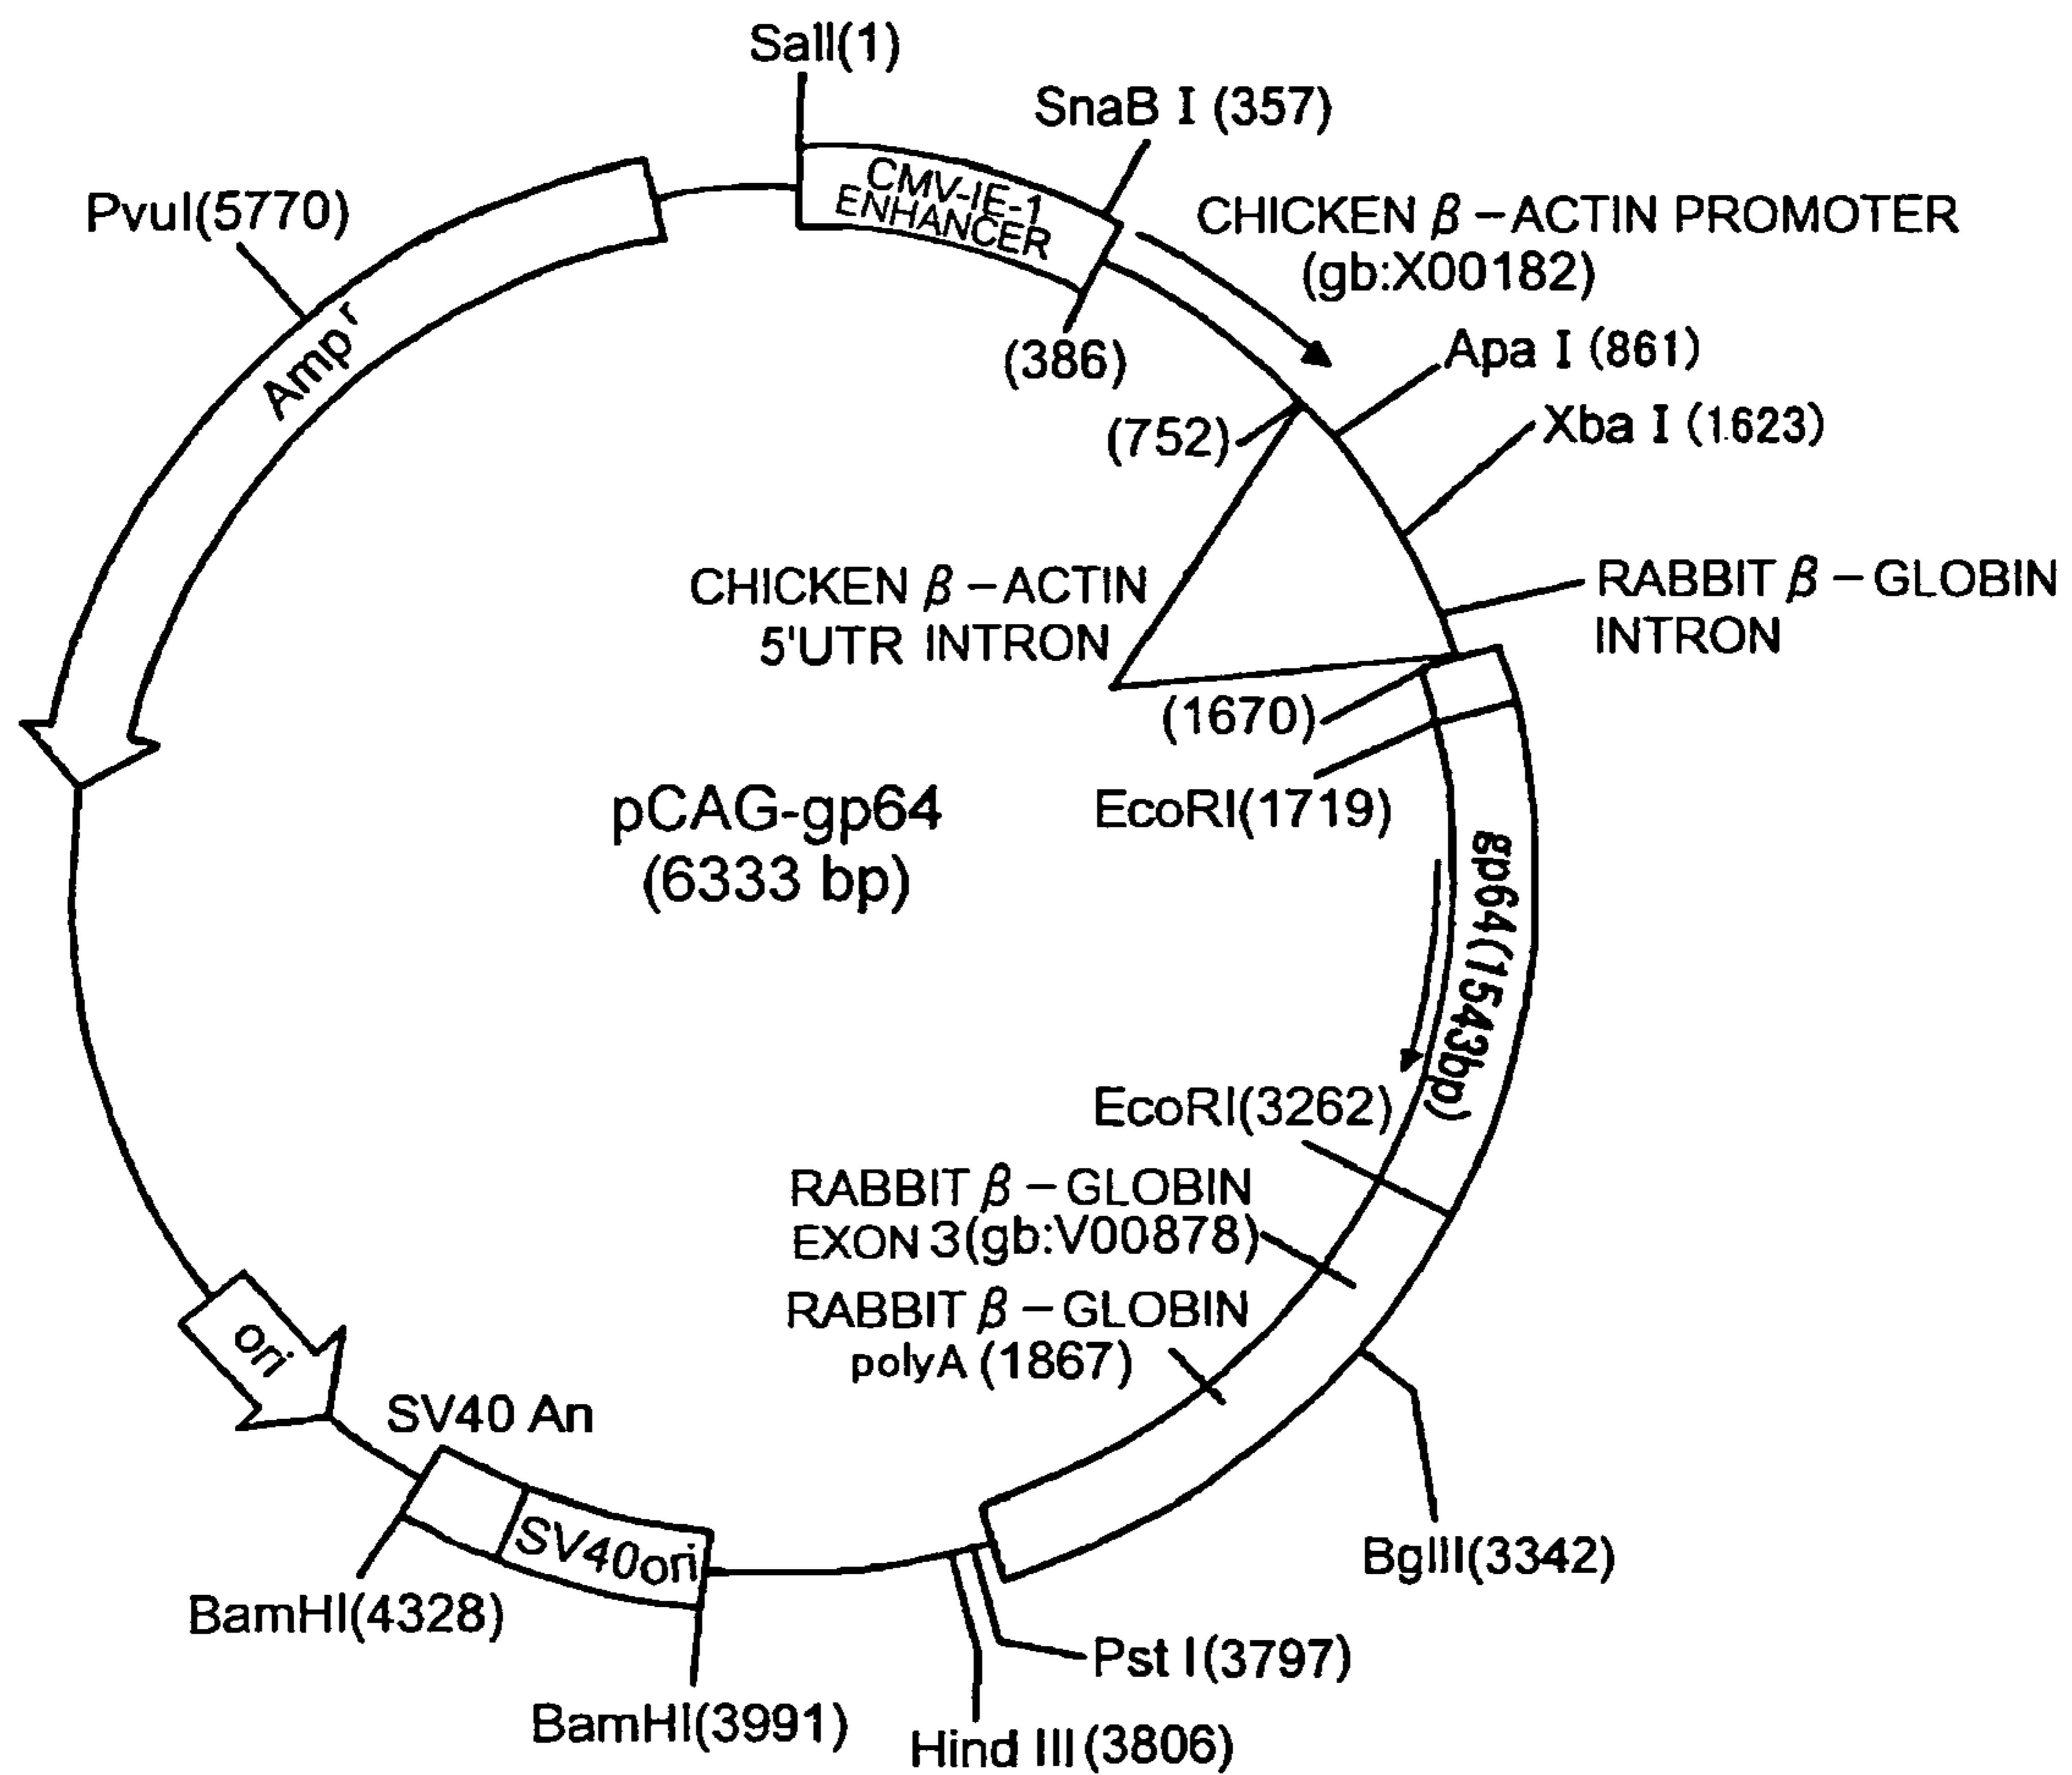 SalI(1)
SnaB I (357)
CMV-IE-1
ENHANCER
CHICKEN β-ACTIN PROMOTER
(gb:X00182)
PvuI(5770)
Amp r
(386)
Apa I (861)
(752)
Xba I (1623)
CHICKEN β-ACTIN
5'UTR INTRON
RABBIT β-GLOBIN
INTRON
(1670)
EcoRI(1719)
pCAG-gp64
(6333 bp)
gp64(1543bp)
EcoRI(3262)
RABBIT β-GLOBIN
EXON 3(gb:V00878)
RABBIT β-GLOBIN
polyA (1867)
ori
SV40 An
SV40ori
BglII(3342)
BamHI(4328)
Pst I(3797)
BamHI(3991)
Hind III(3806)